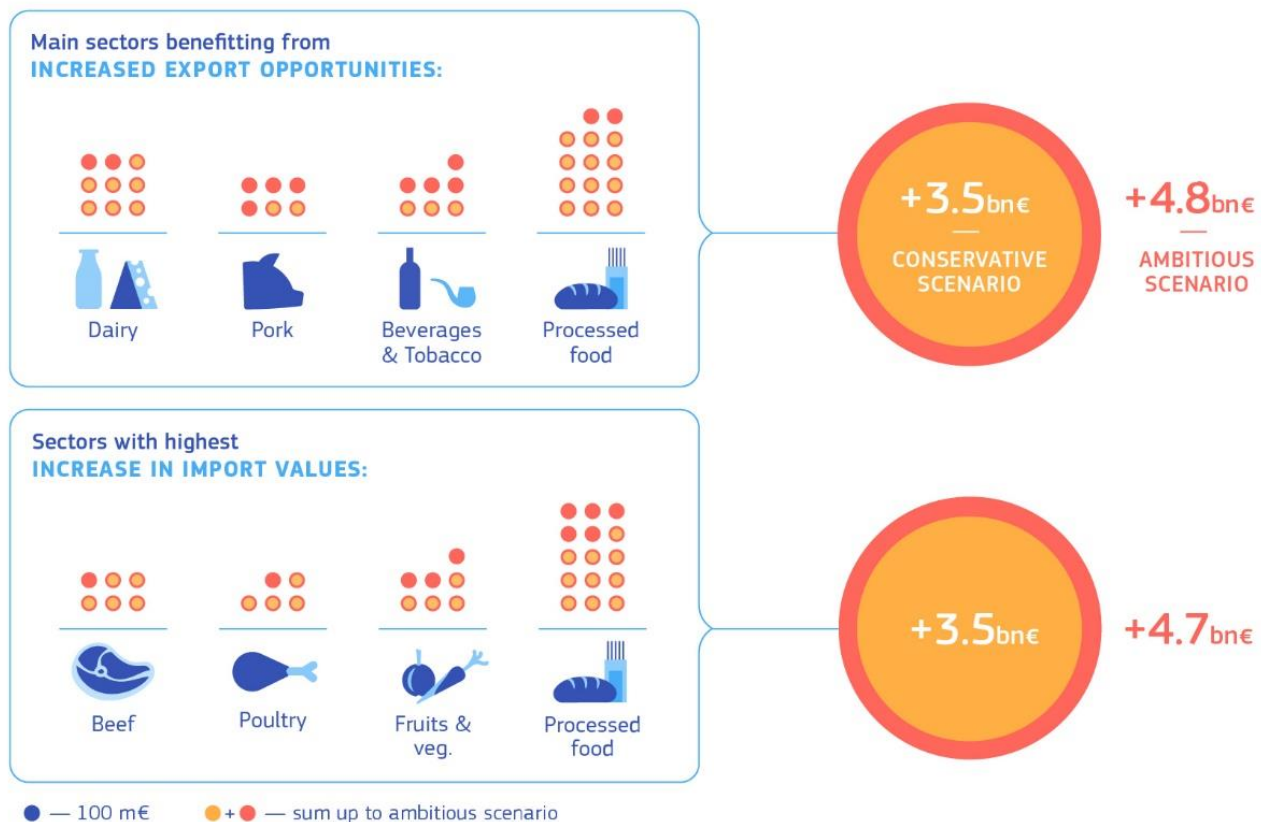 Main sectors benefitting from
INCREASED EXPORT OPPORTUNITIES:
Dairy
Pork
Beverages
& Tobacco
Processed
food
+3.5bn€
CONSERVATIVE
SCENARIO
+4.8bn€
AMBITIOUS
SCENARIO
Sectors with highest
INCREASE IN IMPORT VALUES:
Beef
Poultry
Fruits &
veg.
Processed
food
+3.5bn€
+4.7bn€
— 100 m€
+ — sum up to ambitious scenario